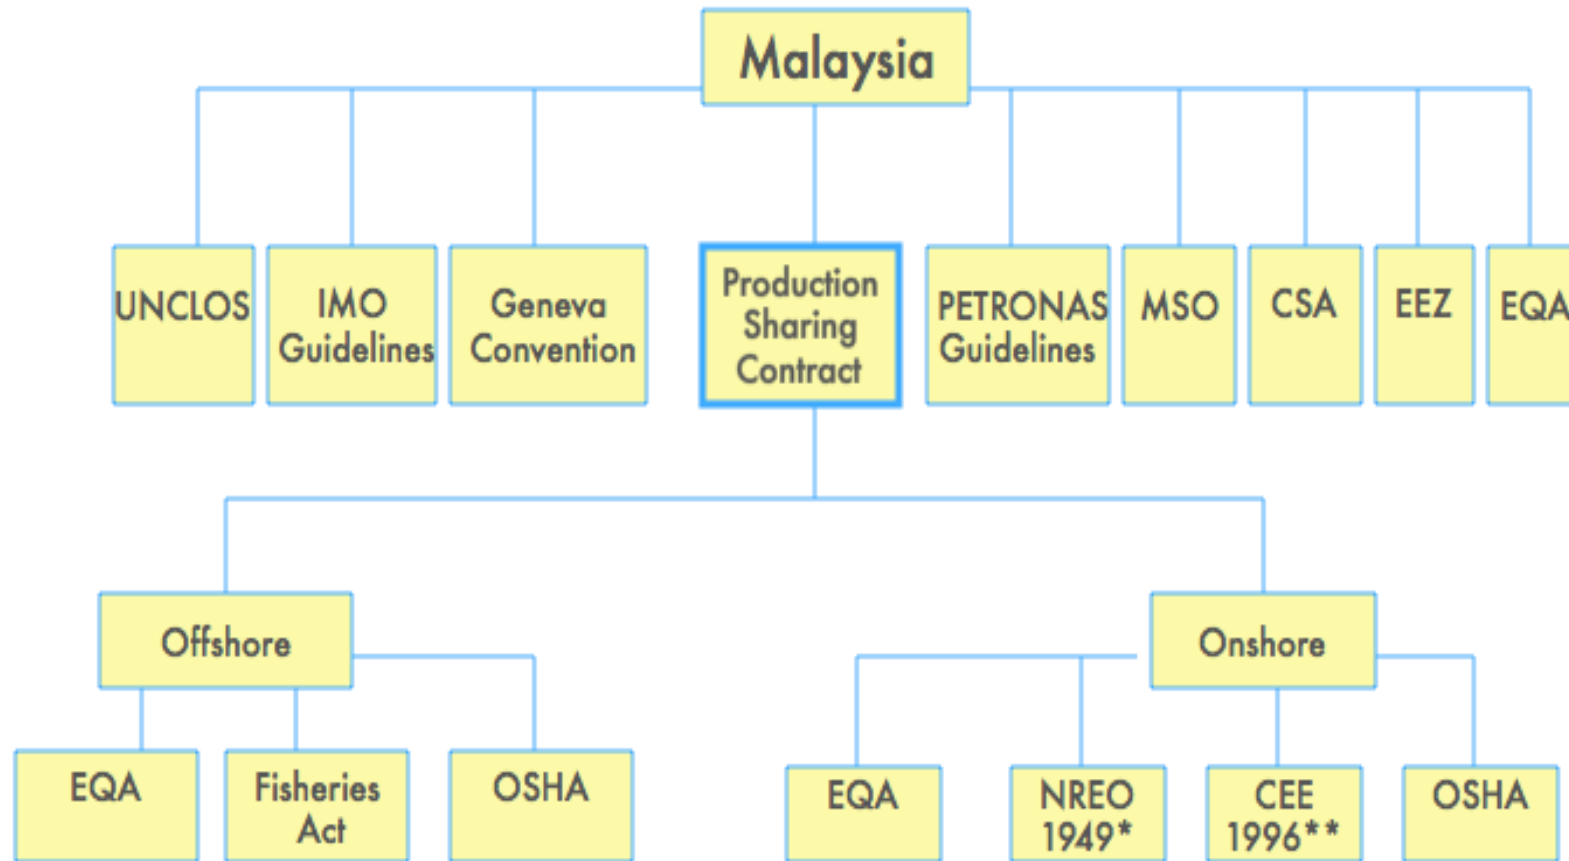 Malaysia
UNCLOS
IMO
Guidelines
Geneva
Convention
Production
Sharing
Contract
PETRONAS
Guidelines
MSO
CSA
EEZ
EQA
Offshore
Onshore
EQA
Fisheries
Act
OSHA
EQA
NREO
1949*
CEE
1996**
OSHA